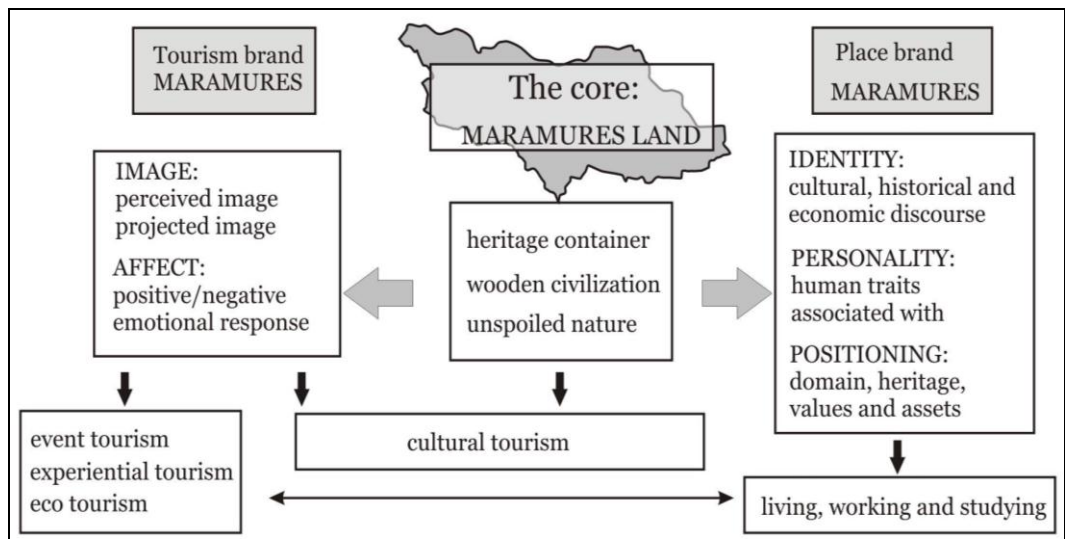 Tourism brand
MARAMURES
The core:
MARAMURES LAND
Place brand
MARAMURES
IMAGE:
perceived image
projected image
AFFECT:
positive/negative
emotional response
heritage container
wooden civilization
unspoiled nature
IDENTITY:
cultural, historical and
economic discourse
PERSONALITY:
human traits
associated with
POSITIONING:
domain, heritage,
values and assets
event tourism
experiential tourism
eco tourism
cultural tourism
living, working and studying